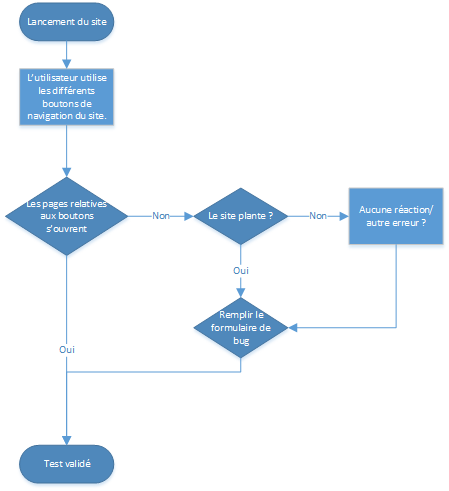 Lancement du site
L'utilisateur utilise
les différents
boutons de
navigation du site.
Les pages relatives
aux boutons
s'ouvrent
Non
Le site plante ?
Non
Aucune réaction/
autre erreur ?
Oui
Remplir le
formulaire de
bug
Oui
Test validé